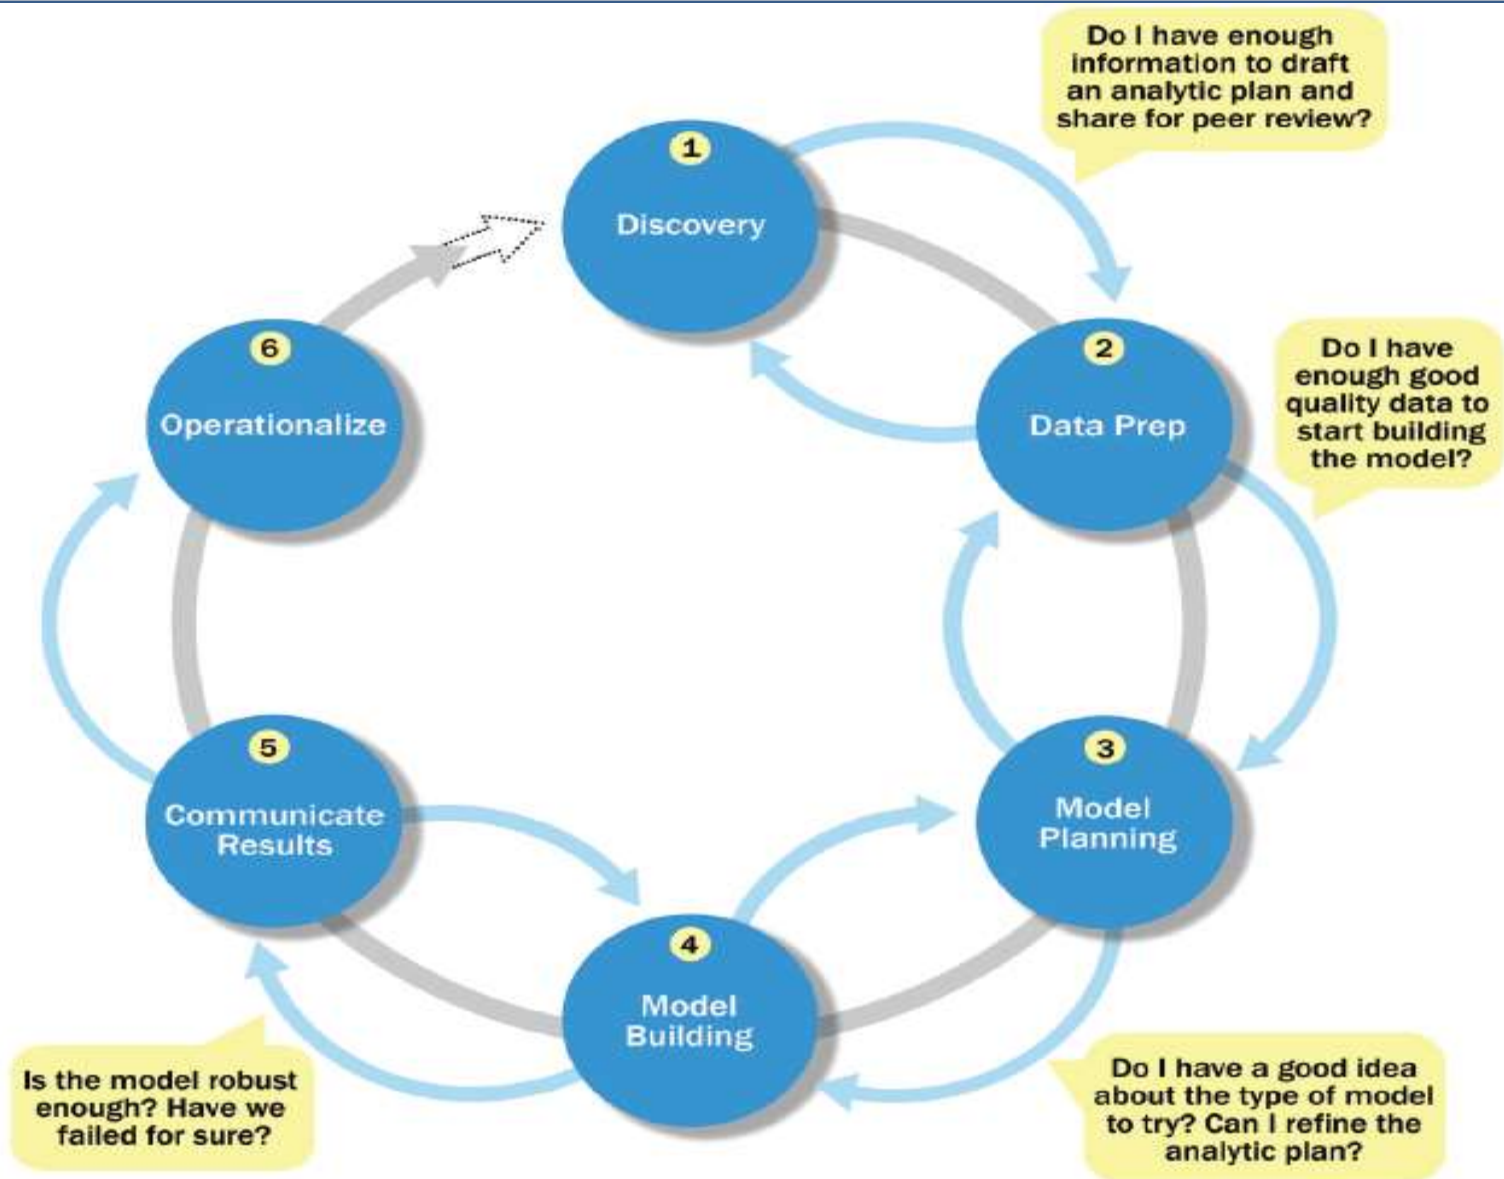 Do I have enough
information to draft
an analytic plan and
share for peer review?
1
Discovery
2
Data Prep
Do I have
enough good
quality data to
start building
the model?
3
Model
Planning
Do I have a good idea
about the type of model
to try? Can I refine the
analytic plan?
4
Model
Building
Is the model robust
enough? Have we
failed for sure?
5
Communicate
Results
6
Operationalize